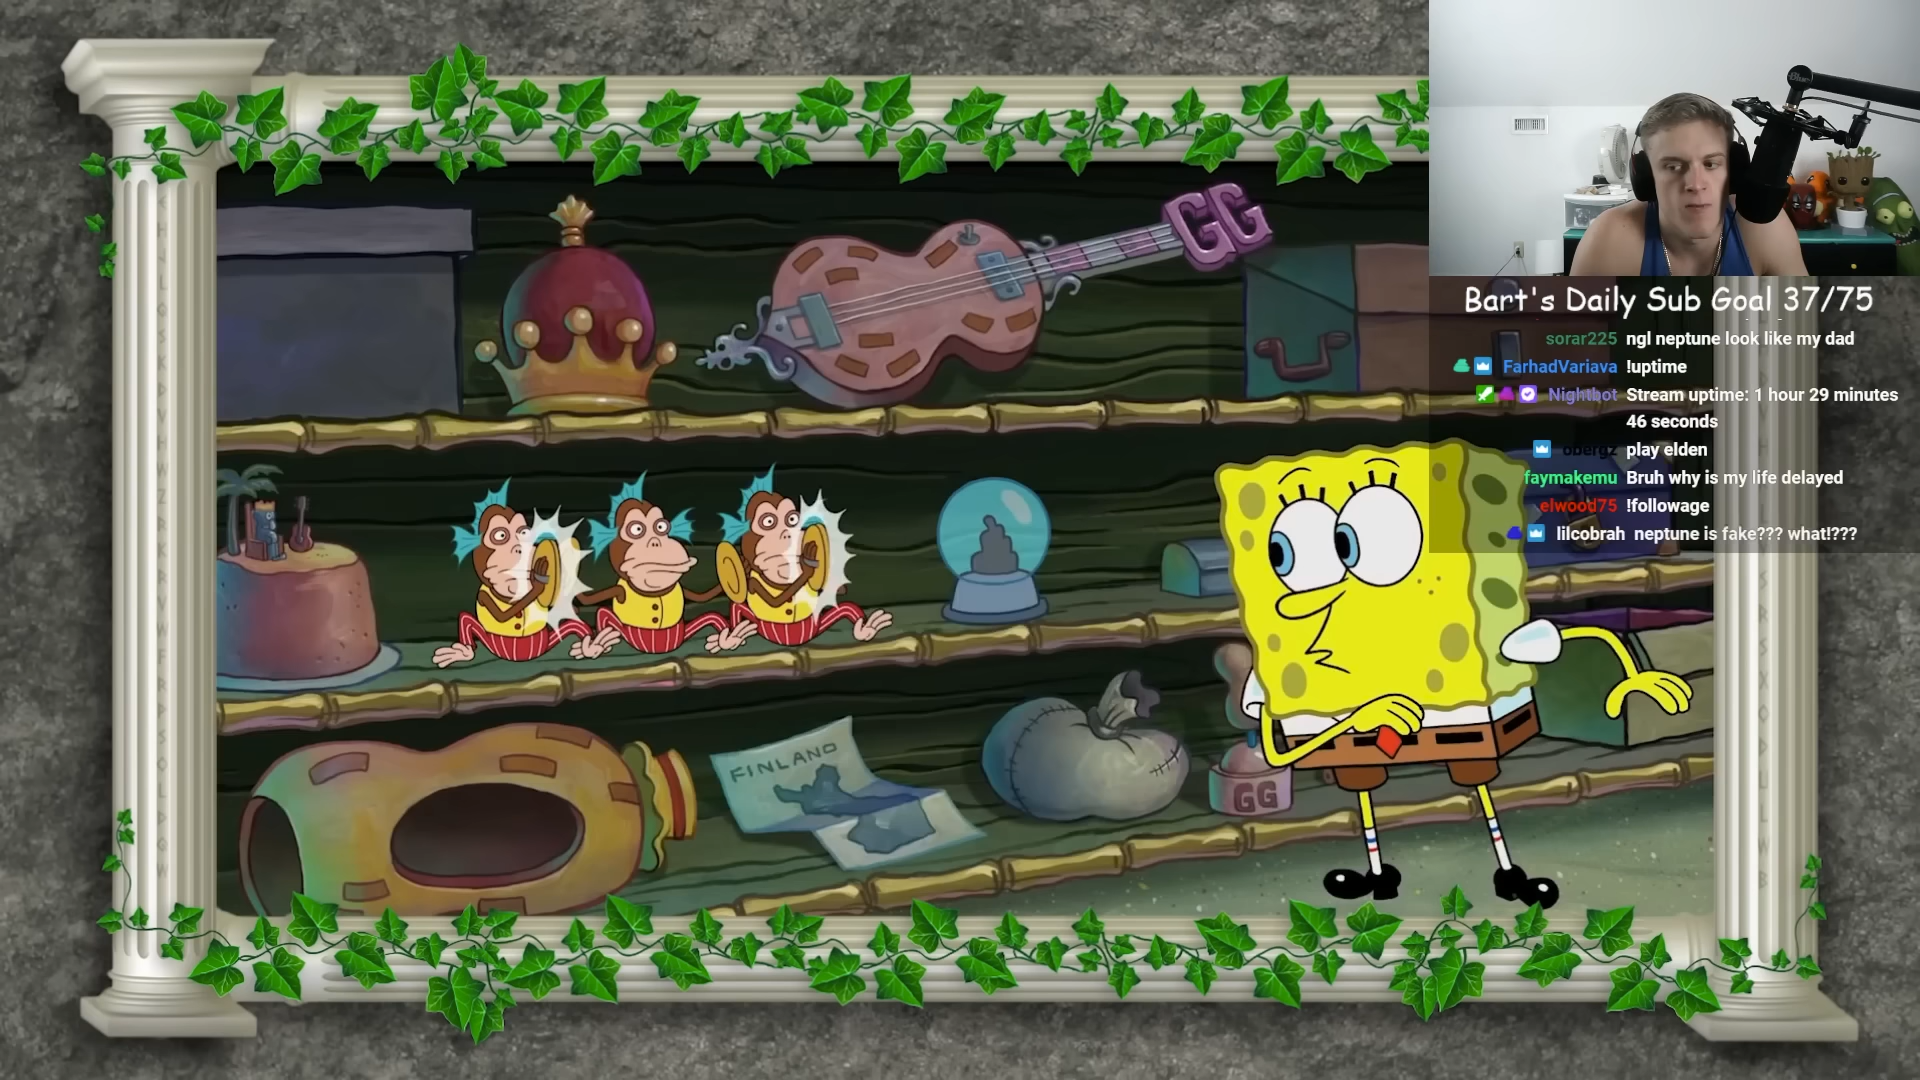 GG
FINLAND
GG
Blue
Bart's Daily Sub Goal 37/75
sorar225 ngl neptune look like my dad
FarhadVariava !uptime
Nightbot Stream uptime: 1 hour 29 minutes
46 seconds
obergz play elden
faymakemu Bruh why is my life delayed
elwood75 !followage
lilcobrah neptune is fake??? what!???